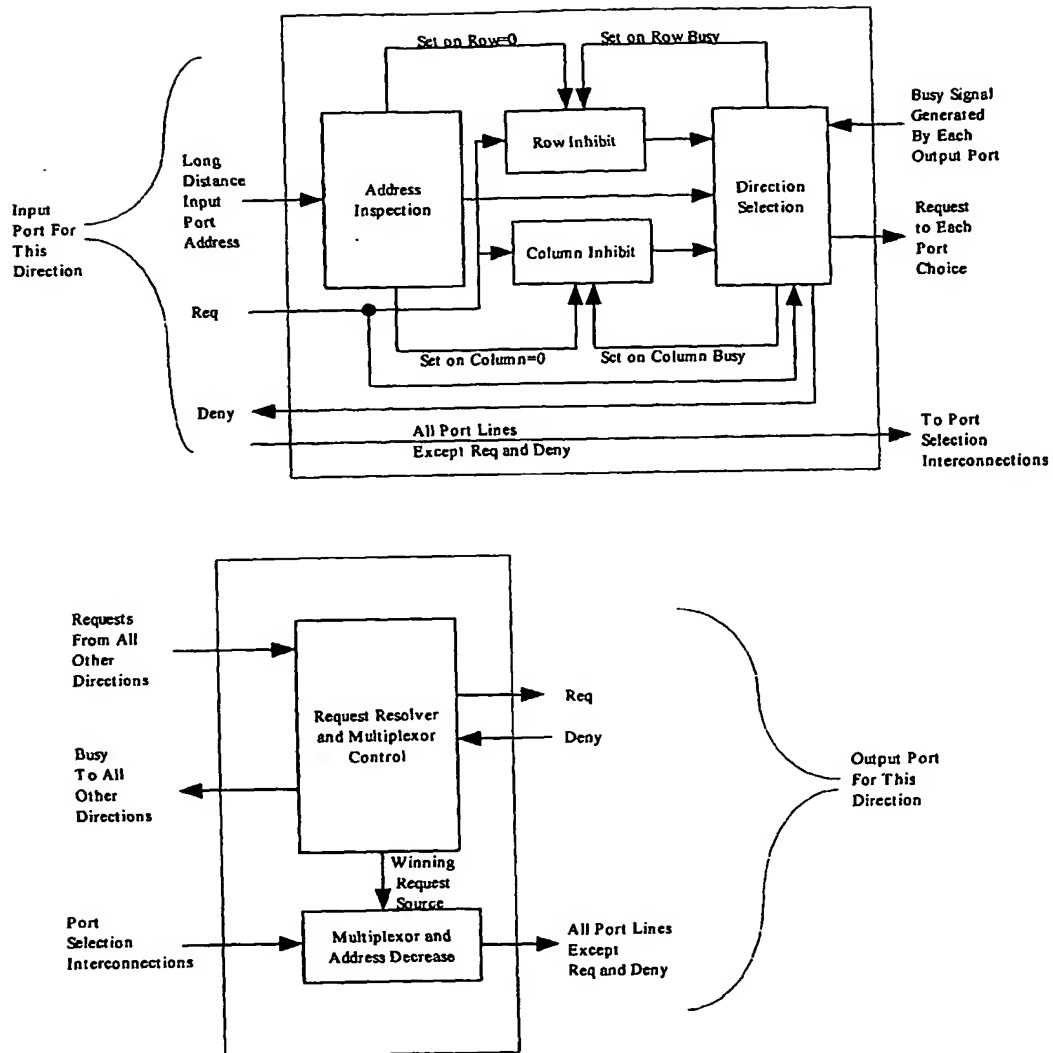 Set on Row=0
Set on Row Busy
Busy Signal
Generated
By Each
Output Port
Row Inhibit
Long
Distance
Input
Port
Address
Address
Inspection
Direction
Selection
Input
Port For
This
Direction
Request
to Each
Port
Choice
Column Inhibit
Req
Set on Column=0
Set on Column Busy
Deny
All Port Lines
Except Req and Deny
To Port
Selection
Interconnections
Requests
From All
Other
Directions
Request Resolver
and Multiplexor
Control
Req
Deny
Busy
To All
Other
Directions
Output Port
For This
Direction
Winning
Request
Source
Port
Selection
Interconnections
Multiplexor and
Address Decrease
All Port Lines
Except
Req and Deny